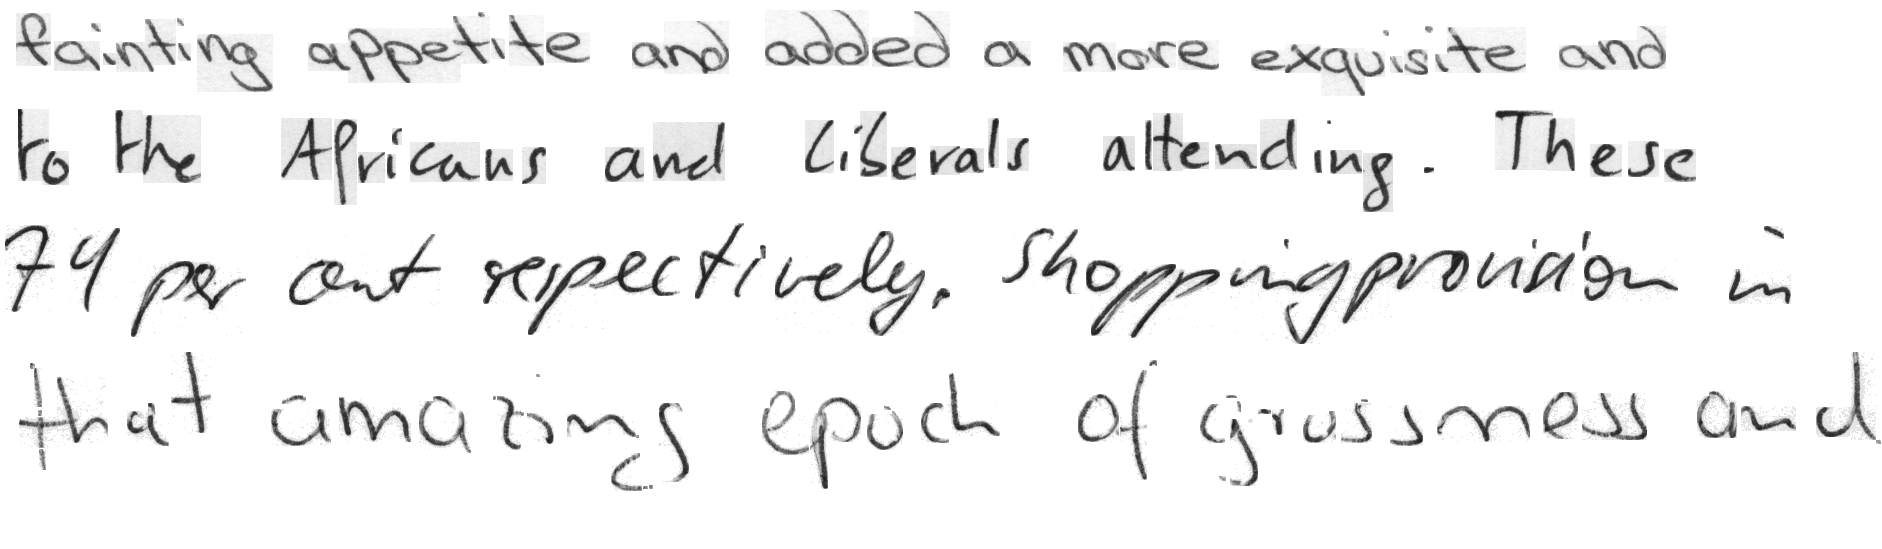 fainting appetite and added a more exquisite and
to the Africans and Liberals attending. These
74 per cent respectively. Shopping provision in
that amazing epoch of grossness and